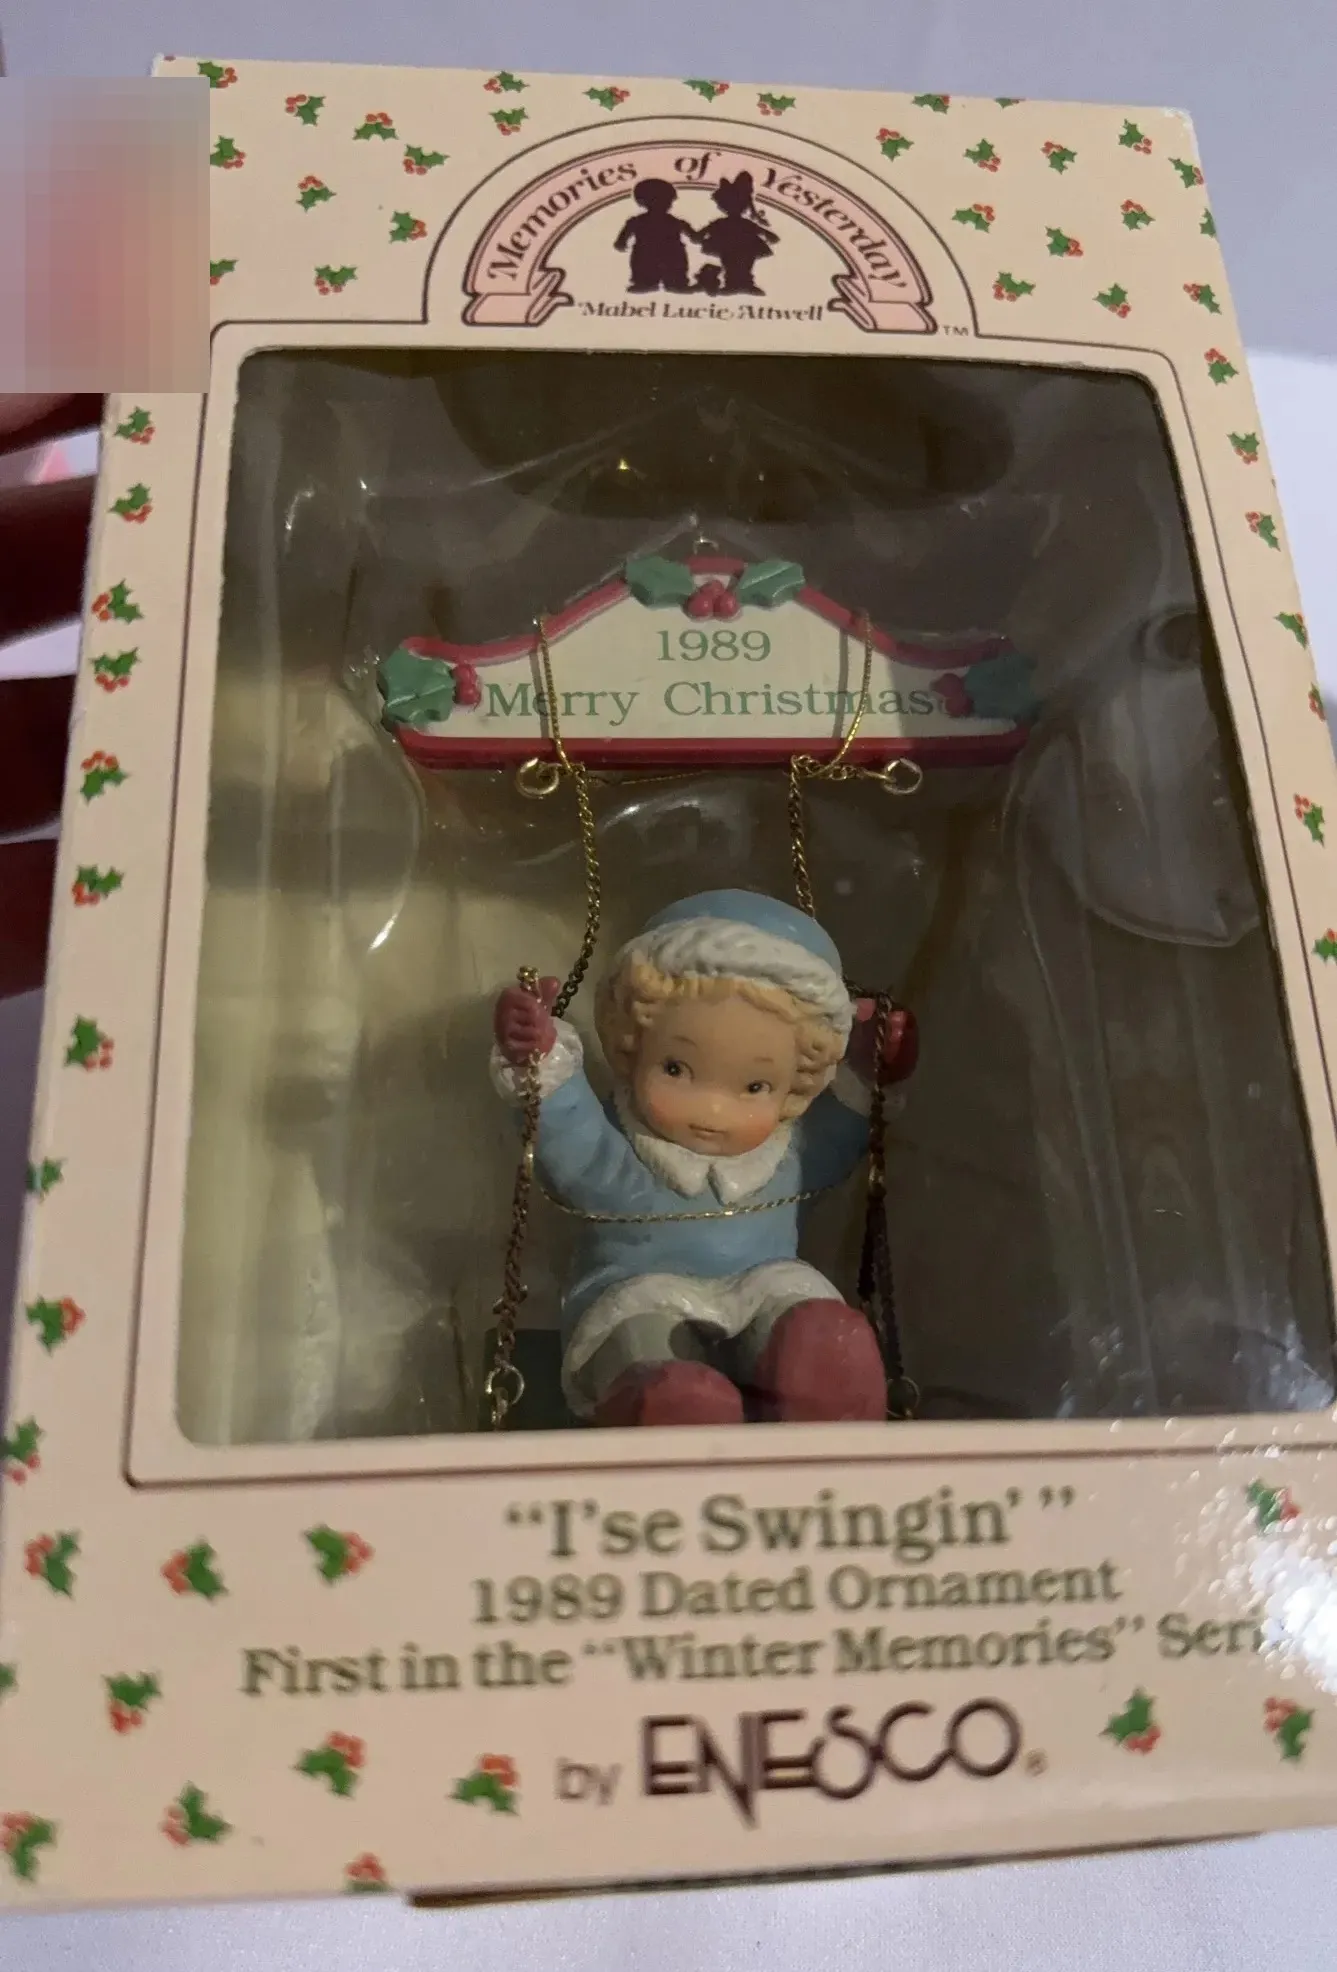 Memories of Yesterday
Mabel Lucie Attwell TM
1989
Merry Christmas
“I'se Swingin’”
1989 Dated Ornament
First in the “Winter Memories”
by ENESCO®